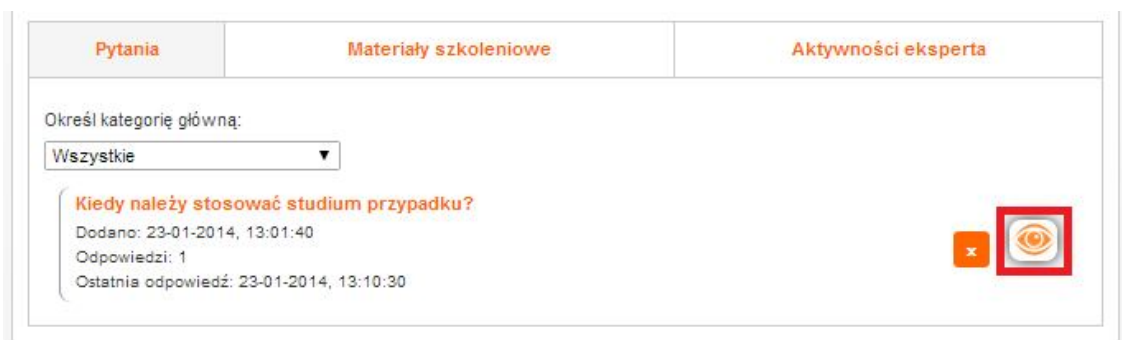 Pytania Materiały szkoleniowe Aktywności eksperta
Określ kategorię główną:
Wszystkie
Kiedy należy stosować studium przypadku?
Dodano: 23-01-2014, 13:01:40
Odpowiedzi: 1
x
Ostatnia odpowiedź: 23-01-2014, 13:10:30